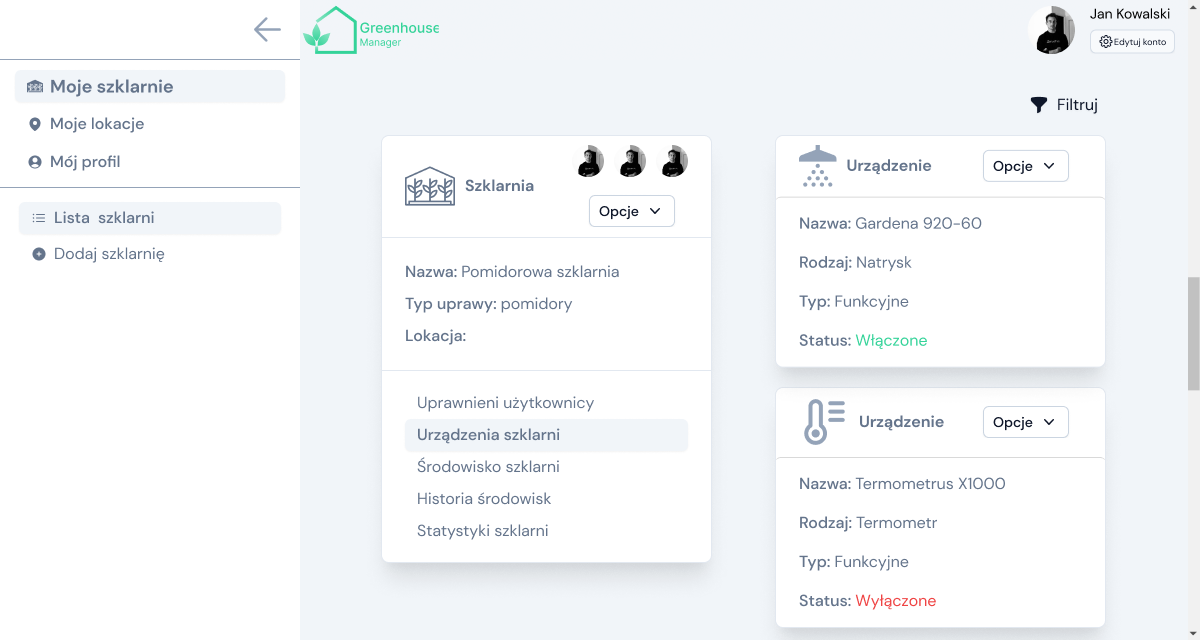 Moje szklarnie
Moje lokacje
Mój profil
Lista szklarni
Dodaj szklarnię
Greenhouse
Manager
Jan Kowalski
Edytuj konto
Filtruj
Szklarnia
Opcje
Nazwa: Pomidorowa szklarnia
Typ uprawy: pomidory
Lokacja:
Uprawnieni użytkownicy
Urządzenia szklarni
Środowisko szklarni
Historia środowisk
Statystyki szklarni
Urządzenie
Opcje
Nazwa: Gardena 920-60
Rodzaj: Natrysk
Typ: Funkcyjne
Status: Włączone
Urządzenie
Opcje
Nazwa: Termometrus X1000
Rodzaj: Termometr
Typ: Funkcyjne
Status: Wyłączone